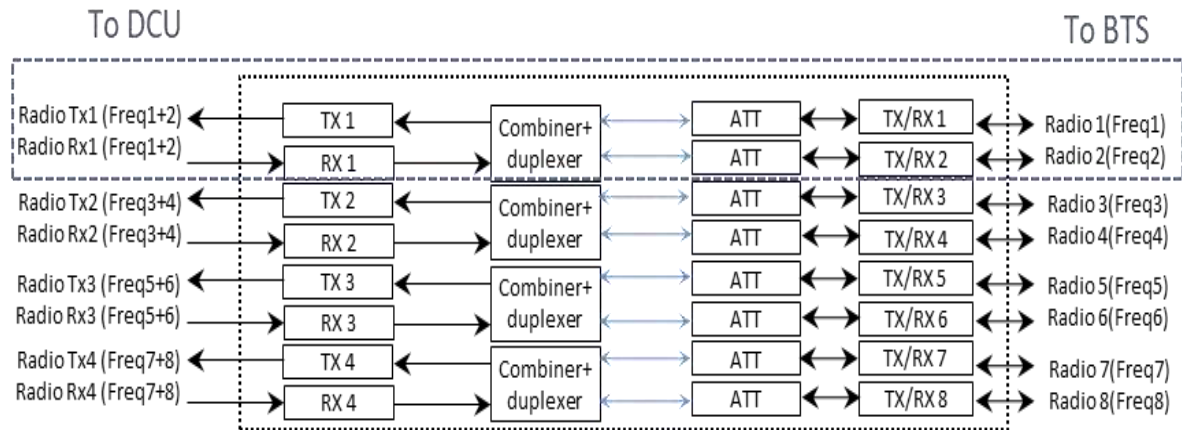 To DCU
To BTS
Radio Tx1 (Freq1+2)
TX 1
Combiner+
duplexer
ATT
TX/RX 1
Radio 1(Freq1)
Radio Rx1 (Freq1+2)
RX 1
ATT
TX/RX 2
Radio 2(Freq2)
Radio Tx2 (Freq3+4)
TX 2
Combiner+
duplexer
ATT
TX/RX 3
Radio 3(Freq3)
Radio Rx2 (Freq3+4)
RX 2
ATT
TX/RX 4
Radio 4(Freq4)
Radio Tx3 (Freq5+6)
TX 3
Combiner+
duplexer
ATT
TX/RX 5
Radio 5(Freq5)
Radio Rx3 (Freq5+6)
RX 3
ATT
TX/RX 6
Radio 6(Freq6)
Radio Tx4 (Freq7+8)
TX 4
Combiner+
duplexer
ATT
TX/RX 7
Radio 7(Freq7)
Radio Rx4 (Freq7+8)
RX 4
ATT
TX/RX 8
Radio 8(Freq8)